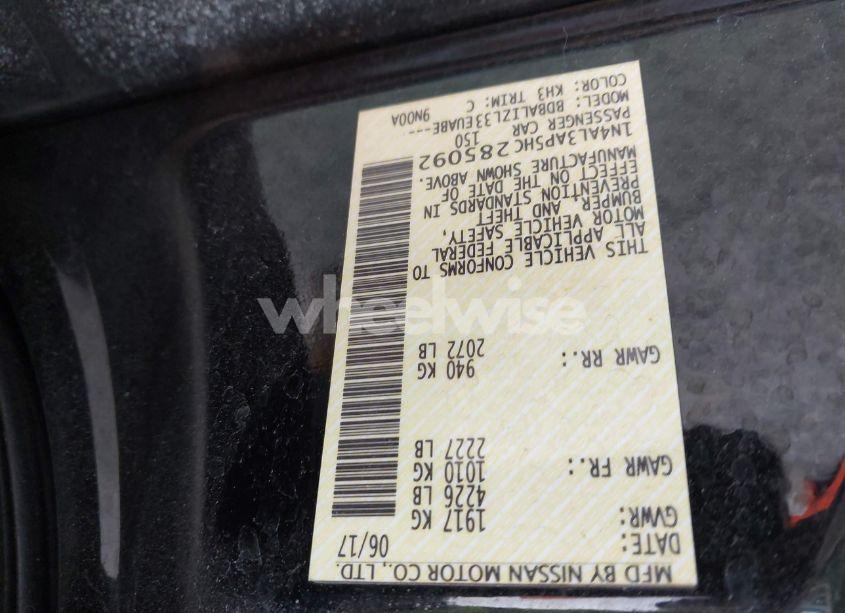 MFD BY NISSAN MOTOR CO., LTD.
DATE: 06/17
GVWR: 1917 KG
4226 LB
GAWR FR.: 1010 KG
2227 LB
GAWR RR.: 940 KG
2072 LB
THIS VEHICLE CONFORMS TO
ALL APPLICABLE FEDERAL
MOTOR VEHICLE SAFETY,
BUMPER, AND THEFT
PREVENTION STANDARDS IN
EFFECT ON THE DATE OF
MANUFACTURE SHOWN ABOVE.
1N4AL3AP5HC285092
PASSENGER CAR 150
MODEL: BDBALIZL33EUABE---
COLOR: KH3 TRIM: C 9N00A
wheelwise